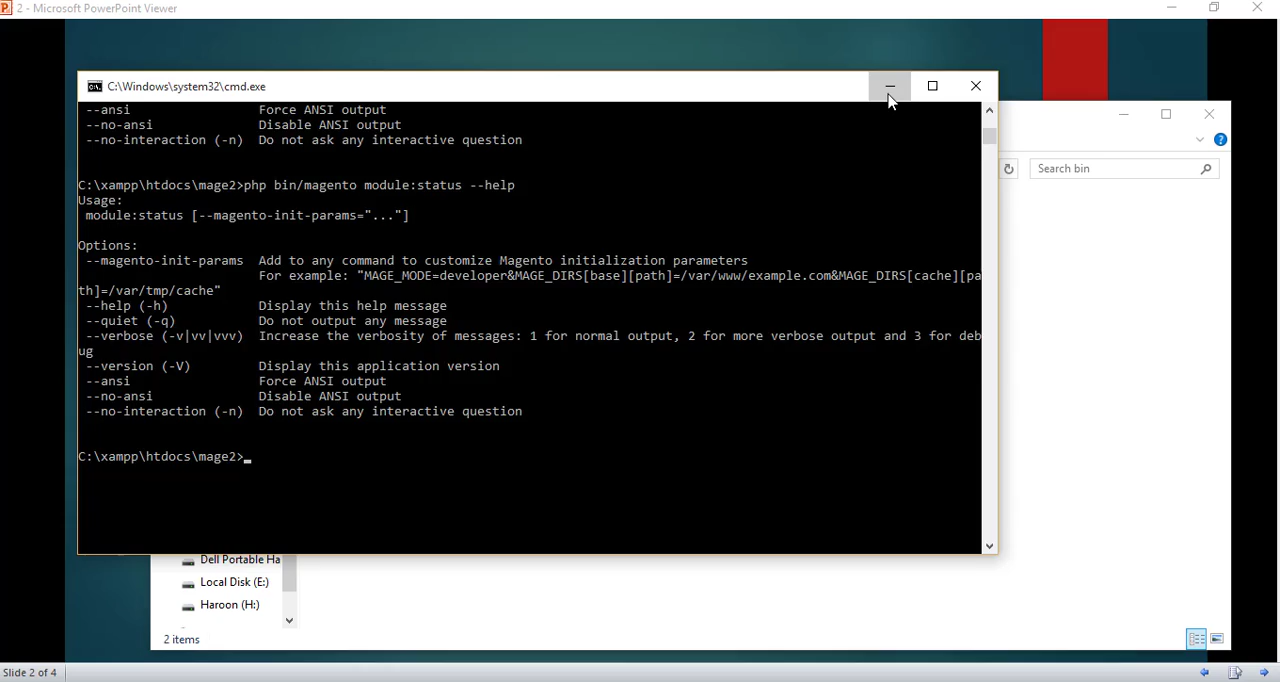 2 - Microsoft PowerPoint Viewer
C:\Windows\system32\cmd.exe
--ansi Force ANSI output
--no-ansi Disable ANSI output
--no-interaction (-n) Do not ask any interactive question
C:\xampp\htdocs\mage2>php bin/magento module:status --help
Usage:
module:status [--magento-init-params="..."]
Options:
--magento-init-params Add to any command to customize Magento initialization parameters
For example: "MAGE_MODE=developer&MAGE_DIRS[base][path]=/var/www/example.com&MAGE_DIRS[cache][pa
th]=/var/tmp/cache"
--help (-h) Display this help message
--quiet (-q) Do not output any message
--verbose (-v|vv|vvv) Increase the verbosity of messages: 1 for normal output, 2 for more verbose output and 3 for deb
ug
--version (-V) Display this application version
--ansi Force ANSI output
--no-ansi Disable ANSI output
--no-interaction (-n) Do not ask any interactive question
C:\xampp\htdocs\mage2>
Search bin
Dell Portable Ha
Local Disk (E:)
Haroon (H:)
2 items
Slide 2 of 4